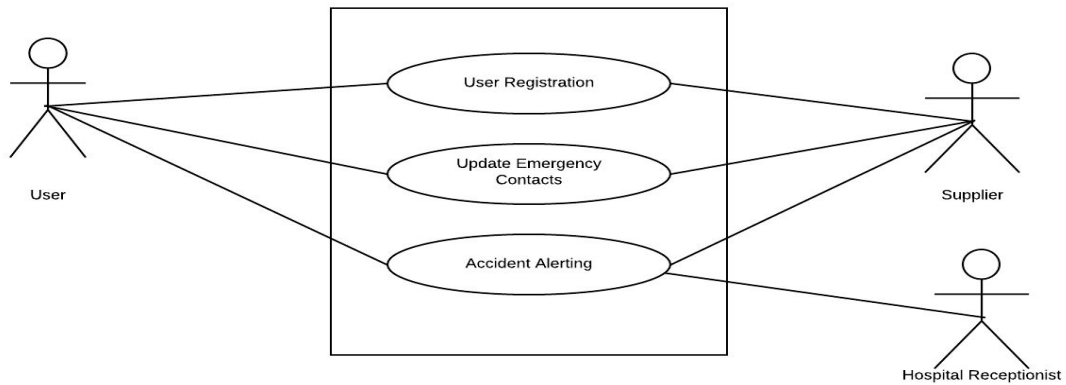 User Registration
Update Emergency
Contacts
User
Supplier
Accident Alerting
Hospital Receptionist